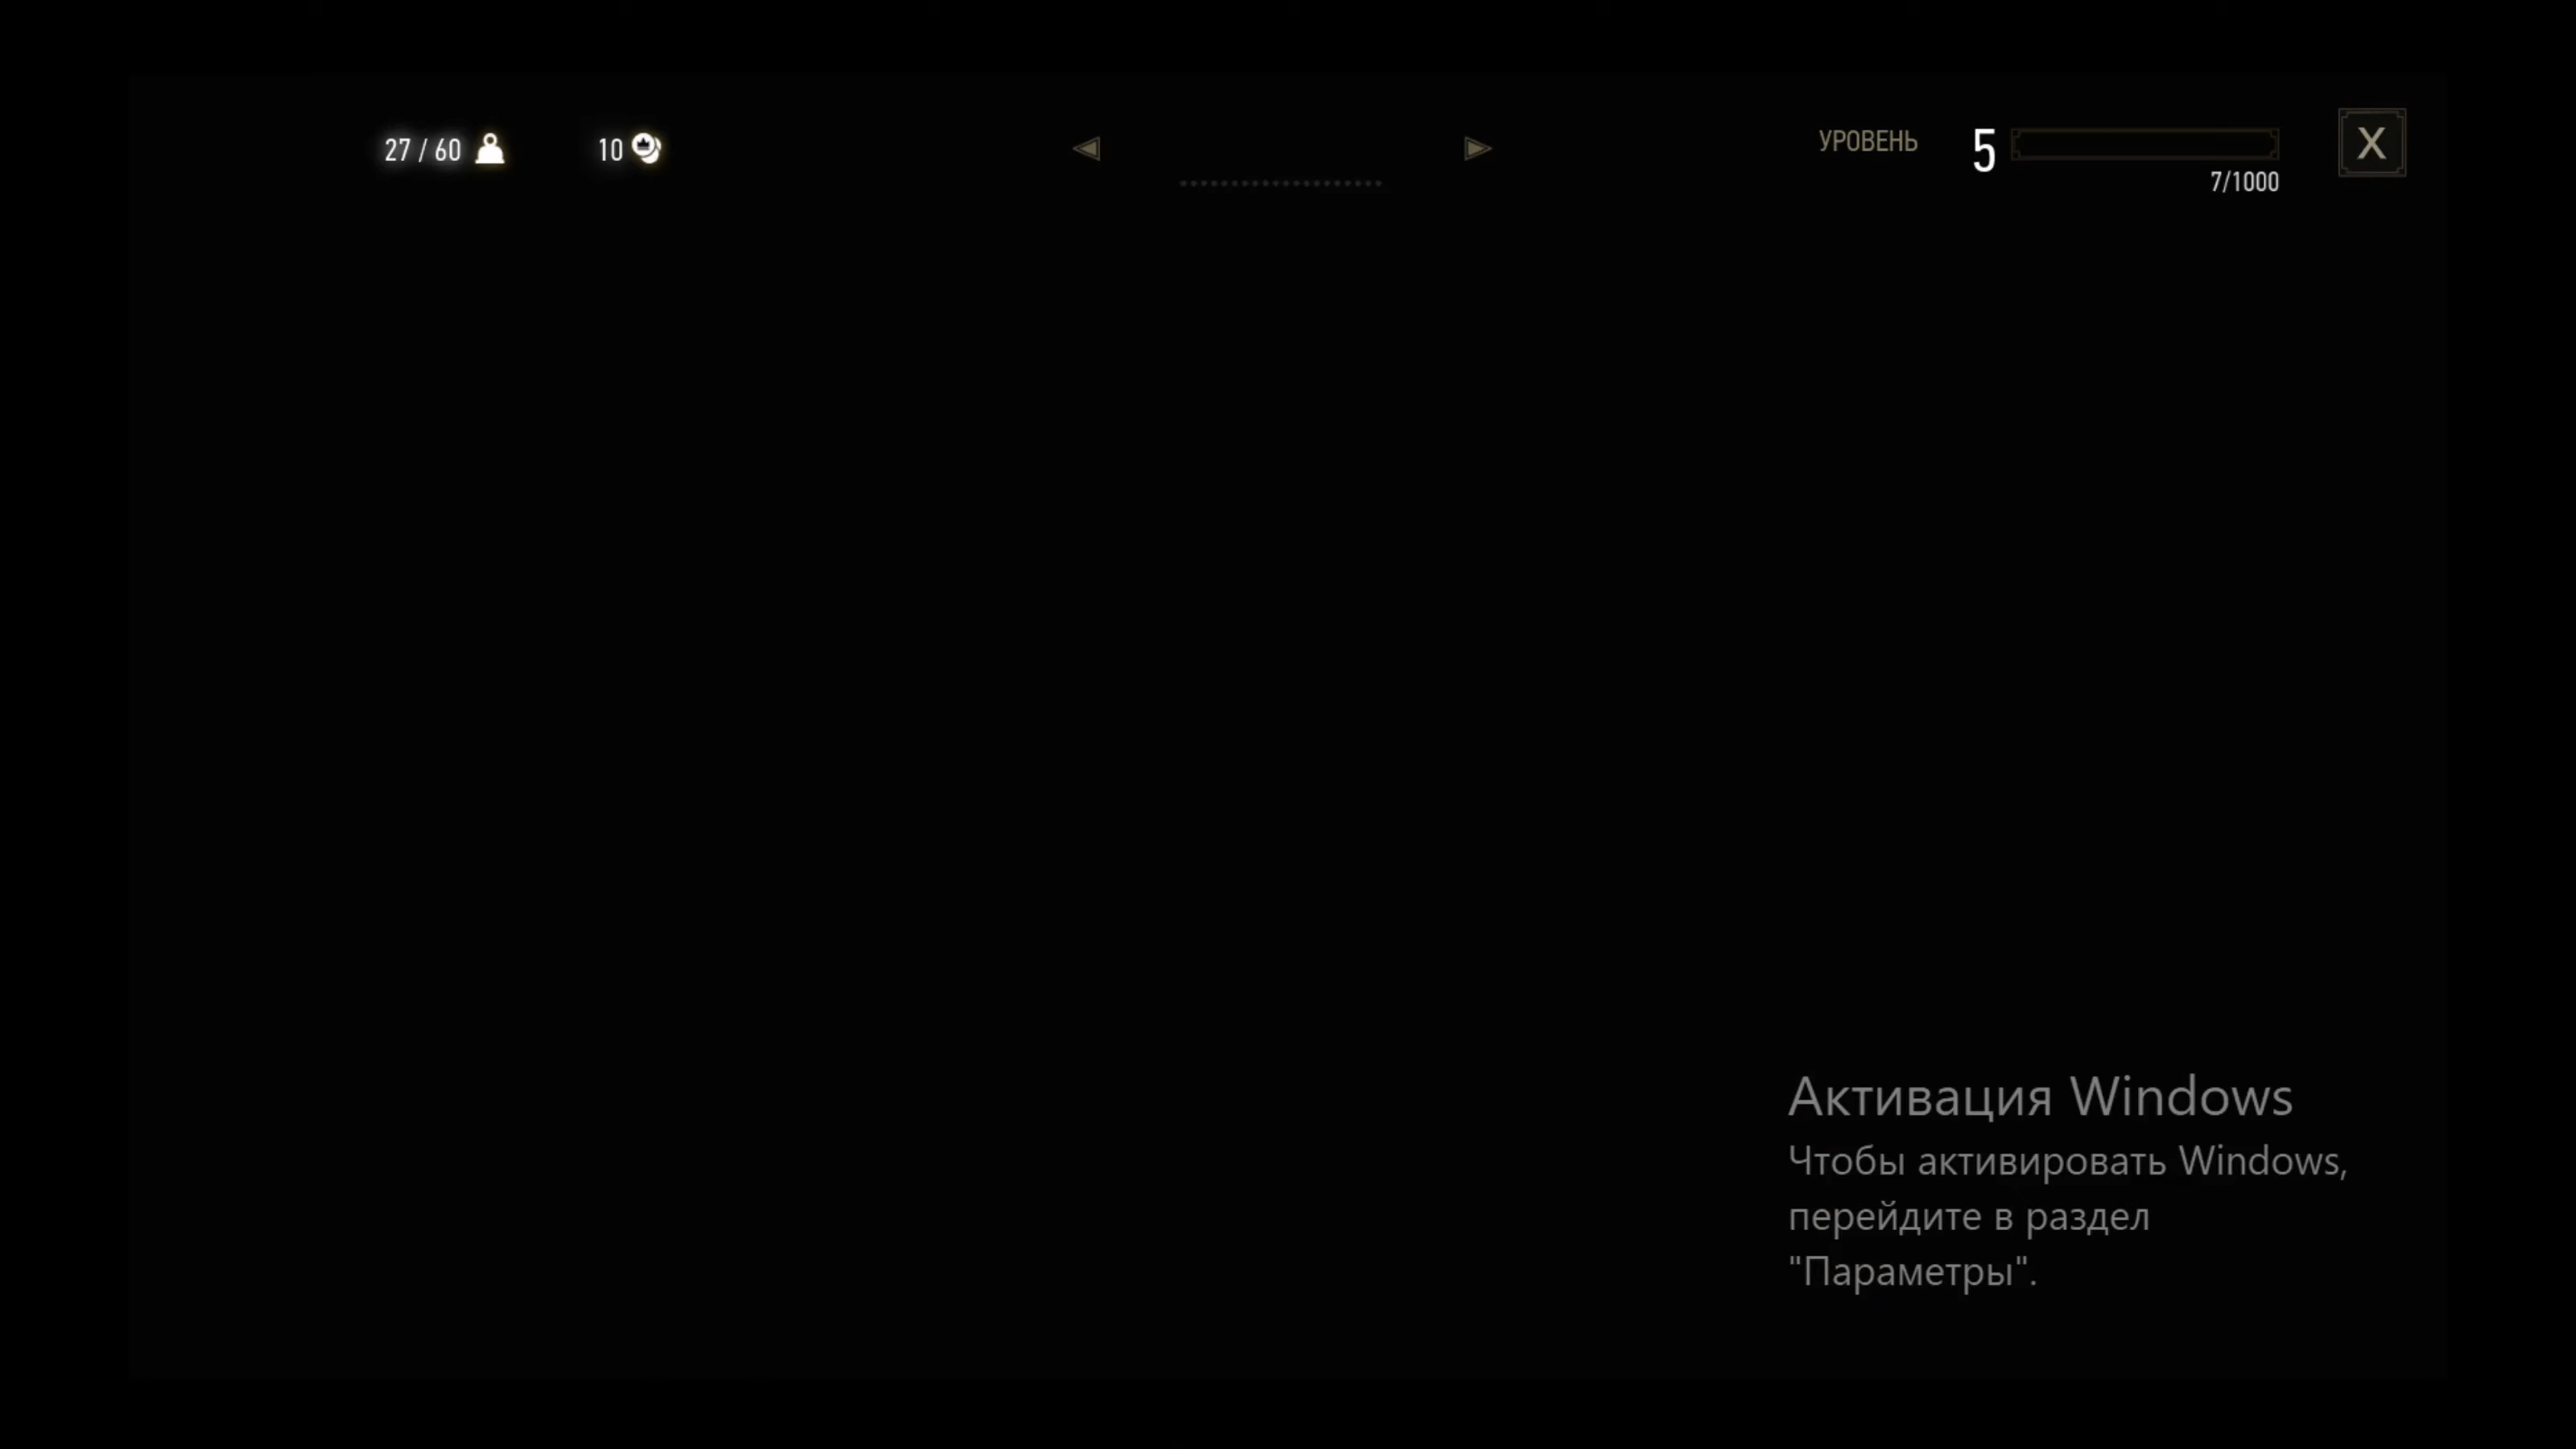 27 / 60
10
УРОВЕНЬ 5
X
7/1000
Активация Windows
Чтобы активировать Windows,
перейдите в раздел
"Параметры".